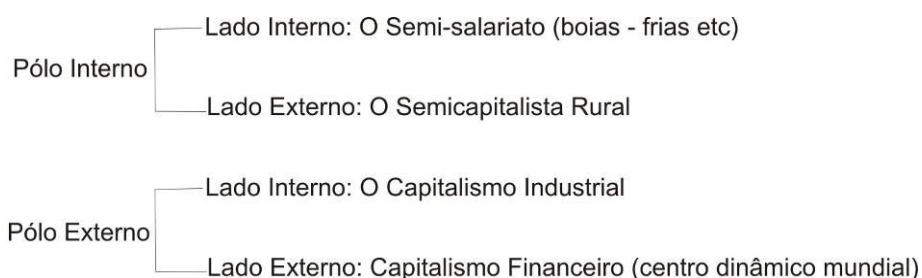 Lado Interno: O Semi-salariato (boias - frias etc)
Pólo Interno
Lado Externo: O Semicapitalista Rural
Lado Interno: O Capitalismo Industrial
Pólo Externo
Lado Externo: Capitalismo Financeiro (centro dinâmico mundial)